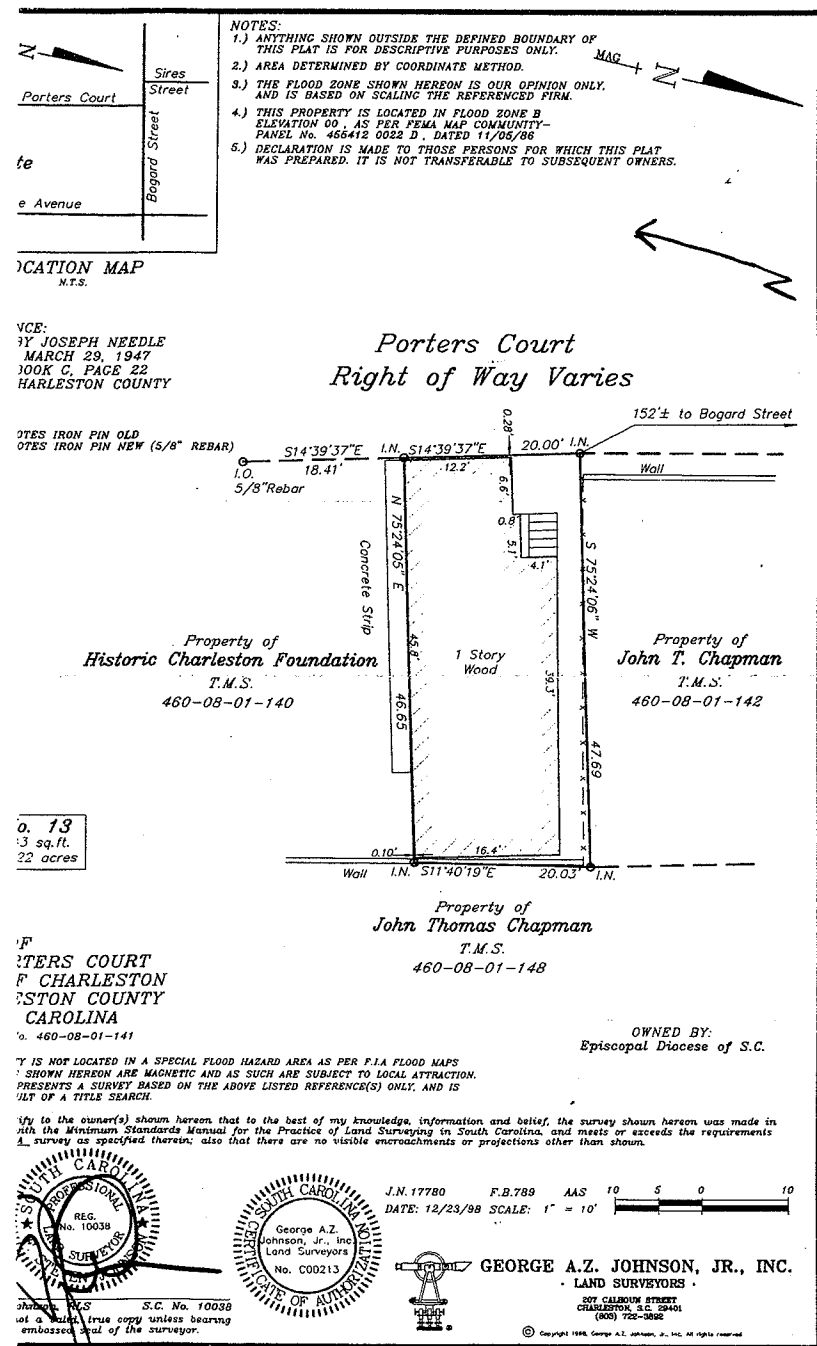 NOTES:
1.) ANYTHING SHOWN OUTSIDE THE DEFINED BOUNDARY OF
THIS PLAT IS FOR DESCRIPTIVE PURPOSES ONLY.
2.) AREA DETERMINED BY COORDINATE METHOD.
3.) THE FLOOD ZONE SHOWN HEREON IS OUR OPINION ONLY,
AND IS BASED ON SCALING THE REFERENCED FIRM.
4.) THIS PROPERTY IS LOCATED IN FLOOD ZONE B
ELEVATION 00 , AS PER FEMA MAP COMMUNITY-
PANEL No. 455412 0022 D , DATED 11/05/86
5.) DECLARATION IS MADE TO THOSE PERSONS FOR WHICH THIS PLAT
WAS PREPARED. IT IS NOT TRANSFERABLE TO SUBSEQUENT OWNERS.
MAG
N
N
Sires
Street
Porters Court
Bogard Street
te
e Avenue
OCATION MAP
N.T.S.
NCE:
BY JOSEPH NEEDLE
MARCH 29, 1947
BOOK C, PAGE 22
HARLESTON COUNTY
OTES IRON PIN OLD
OTES IRON PIN NEW (5/8" REBAR)
Porters Court
Right of Way Varies
152'± to Bogard Street
0.28'
S14°39'37"E
18.41'
I.N.
S14°39'37"E
12.2'
20.00'
I.N.
Wall
I.O.
5/8"Rebar
6.6'
0.8'
5.1'
4.1'
N 75°24'05" E
46.65
45.8'
Concrete Strip
S 75°24'06" W
47.69
39.3'
1 Story
Wood
Property of
Historic Charleston Foundation
T.M.S.
460-08-01-140
Property of
John T. Chapman
T.M.S.
460-08-01-142
o. 13
3 sq.ft.
22 acres
0.10'
16.4'
Wall
I.N.
S11°40'19"E
20.03'
I.N.
Property of
John Thomas Chapman
T.M.S.
460-08-01-148
OF
RTERS COURT
F CHARLESTON
ESTON COUNTY
CAROLINA
o. 460-08-01-141
OWNED BY:
Episcopal Diocese of S.C.
Y IS NOT LOCATED IN A SPECIAL FLOOD HAZARD AREA AS PER F.I.A FLOOD MAPS
SHOWN HEREON ARE MAGNETIC AND AS SUCH ARE SUBJECT TO LOCAL ATTRACTION.
PRESENTS A SURVEY BASED ON THE ABOVE LISTED REFERENCE(S) ONLY, AND IS
ULT OF A TITLE SEARCH.
ify to the owner(s) shown hereon that to the best of my knowledge, information and belief, the survey shown hereon was made in
with the Minimum Standards Manual for the Practice of Land Surveying in South Carolina, and meets or exceeds the requirements
A survey as specified therein; also that there are no visible encroachments or projections other than shown.
SOUTH CAROLINA
PROFESSIONAL
REG.
No. 10038
LAND SURVEYOR
JOHNSON
SOUTH CAROLINA
CERTIFICATE OF AUTHORIZATION
George A.Z.
Johnson, Jr., inc
Land Surveyors
No. C00213
J.N. 17780
F.B.789
AAS
DATE: 12/23/98 SCALE: 1" = 10'
10 5 0 10
GEORGE A.Z. JOHNSON, JR., INC.
· LAND SURVEYORS ·
207 CALHOUN STREET
CHARLESTON, S.C. 29401
(803) 722-3892
© Copyright 1998, George A.Z. Johnson, Jr., Inc. All rights reserved
Johnson, RLS S.C. No. 10038
not a valid, true copy unless bearing
embossed seal of the surveyor.